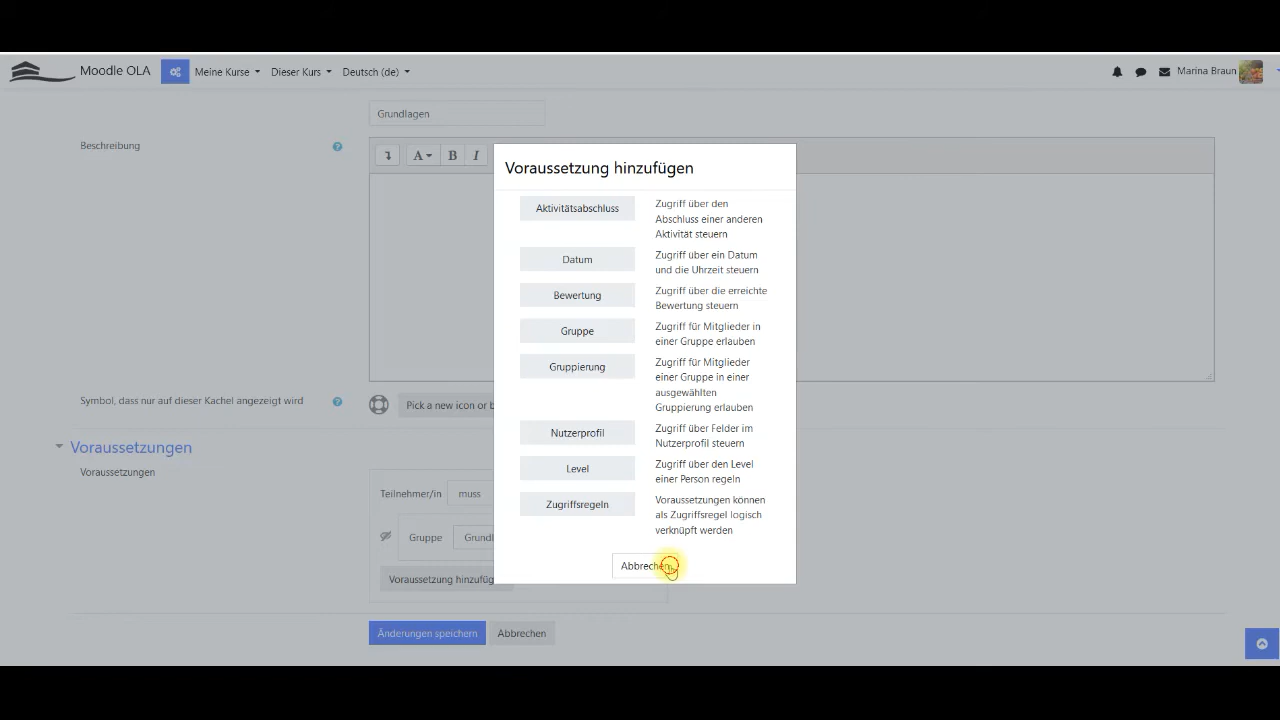 Moodle OLA
Meine Kurse
Dieser Kurs
Deutsch (de)
Marina Braun
Grundlagen
Beschreibung
A
B
I
Voraussetzung hinzufügen
Aktivitätsabschluss
Zugriff über den
Abschluss einer anderen
Aktivität steuern
Datum
Zugriff über ein Datum
und die Uhrzeit steuern
Bewertung
Zugriff über die erreichte
Bewertung steuern
Gruppe
Zugriff für Mitglieder in
einer Gruppe erlauben
Gruppierung
Zugriff für Mitglieder
einer Gruppe in einer
ausgewählten
Gruppierung erlauben
Nutzerprofil
Zugriff über Felder im
Nutzerprofil steuern
Level
Zugriff über den Level
einer Person regeln
Zugriffsregeln
Voraussetzungen können
als Zugriffsregel logisch
verknüpft werden
Abbrechen
Symbol, dass nur auf dieser Kachel angezeigt wird
Pick a new icon or b
Voraussetzungen
Voraussetzungen
Teilnehmer/in muss
Gruppe Grundl
Voraussetzung hinzufüg
Änderungen speichern
Abbrechen